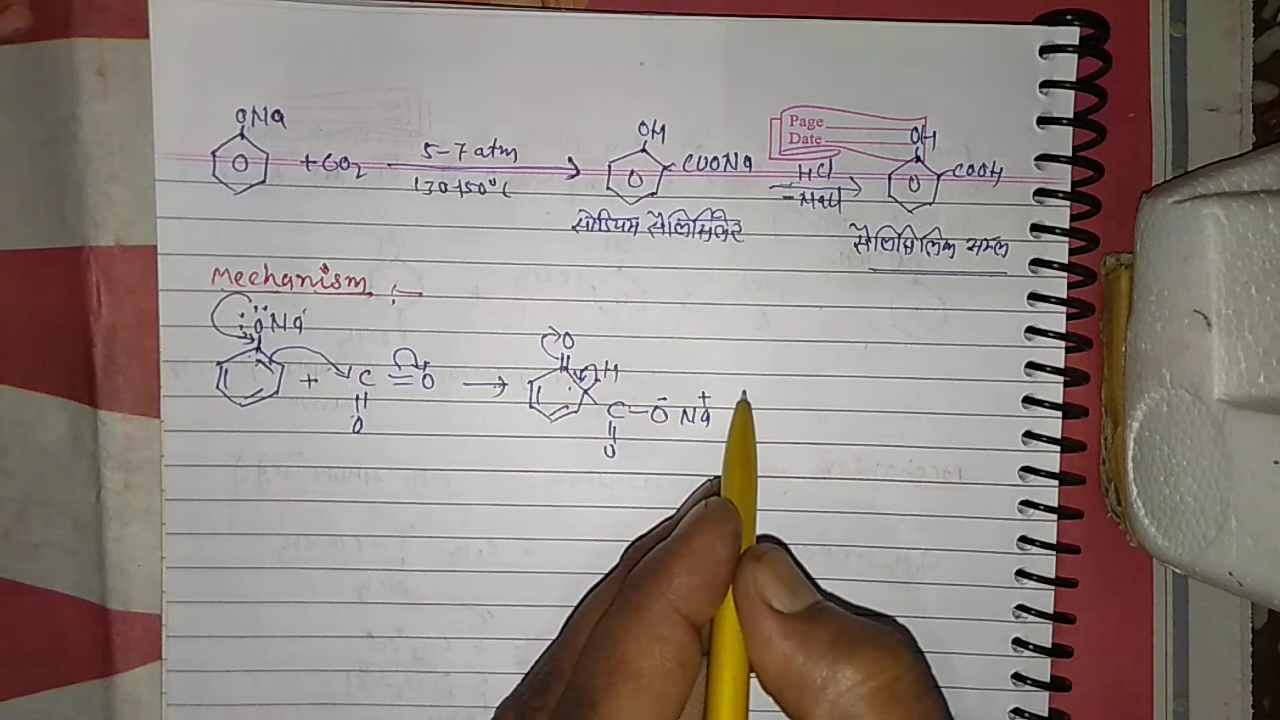 ONa OH Page
+ CO2 5-7 atm COONa Date OH
130-150°C HCl COOH
-NaCl
सोडियम सैलिसिलेट सैलिसिलिक अम्ल
Mechanism :-
ONa O
+ C = O → H
O C-O⁻ Na⁺
O